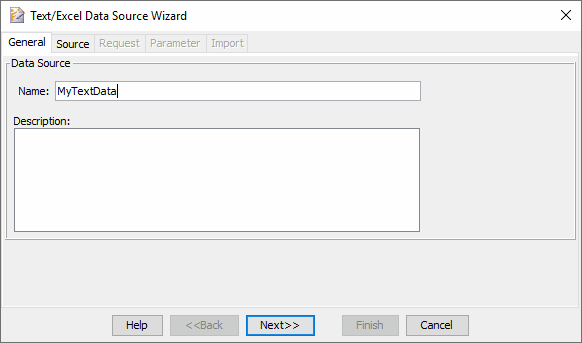 Text/Excel Data Source Wizard
General Source Request Parameter Import
Data Source
Name: MyTextData
Description:
Help <<Back Next>> Finish Cancel